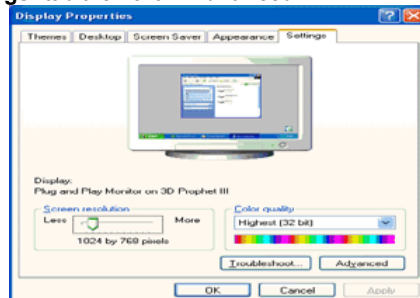 Display Properties
Themes Desktop Screen Saver Appearance Settings
Display:
Plug and Play Monitor on 3D Prophet III
Screen resolution
Less More
1024 by 768 pixels
Color quality
Highest (32 bit)
Troubleshoot... Advanced
OK Cancel Apply